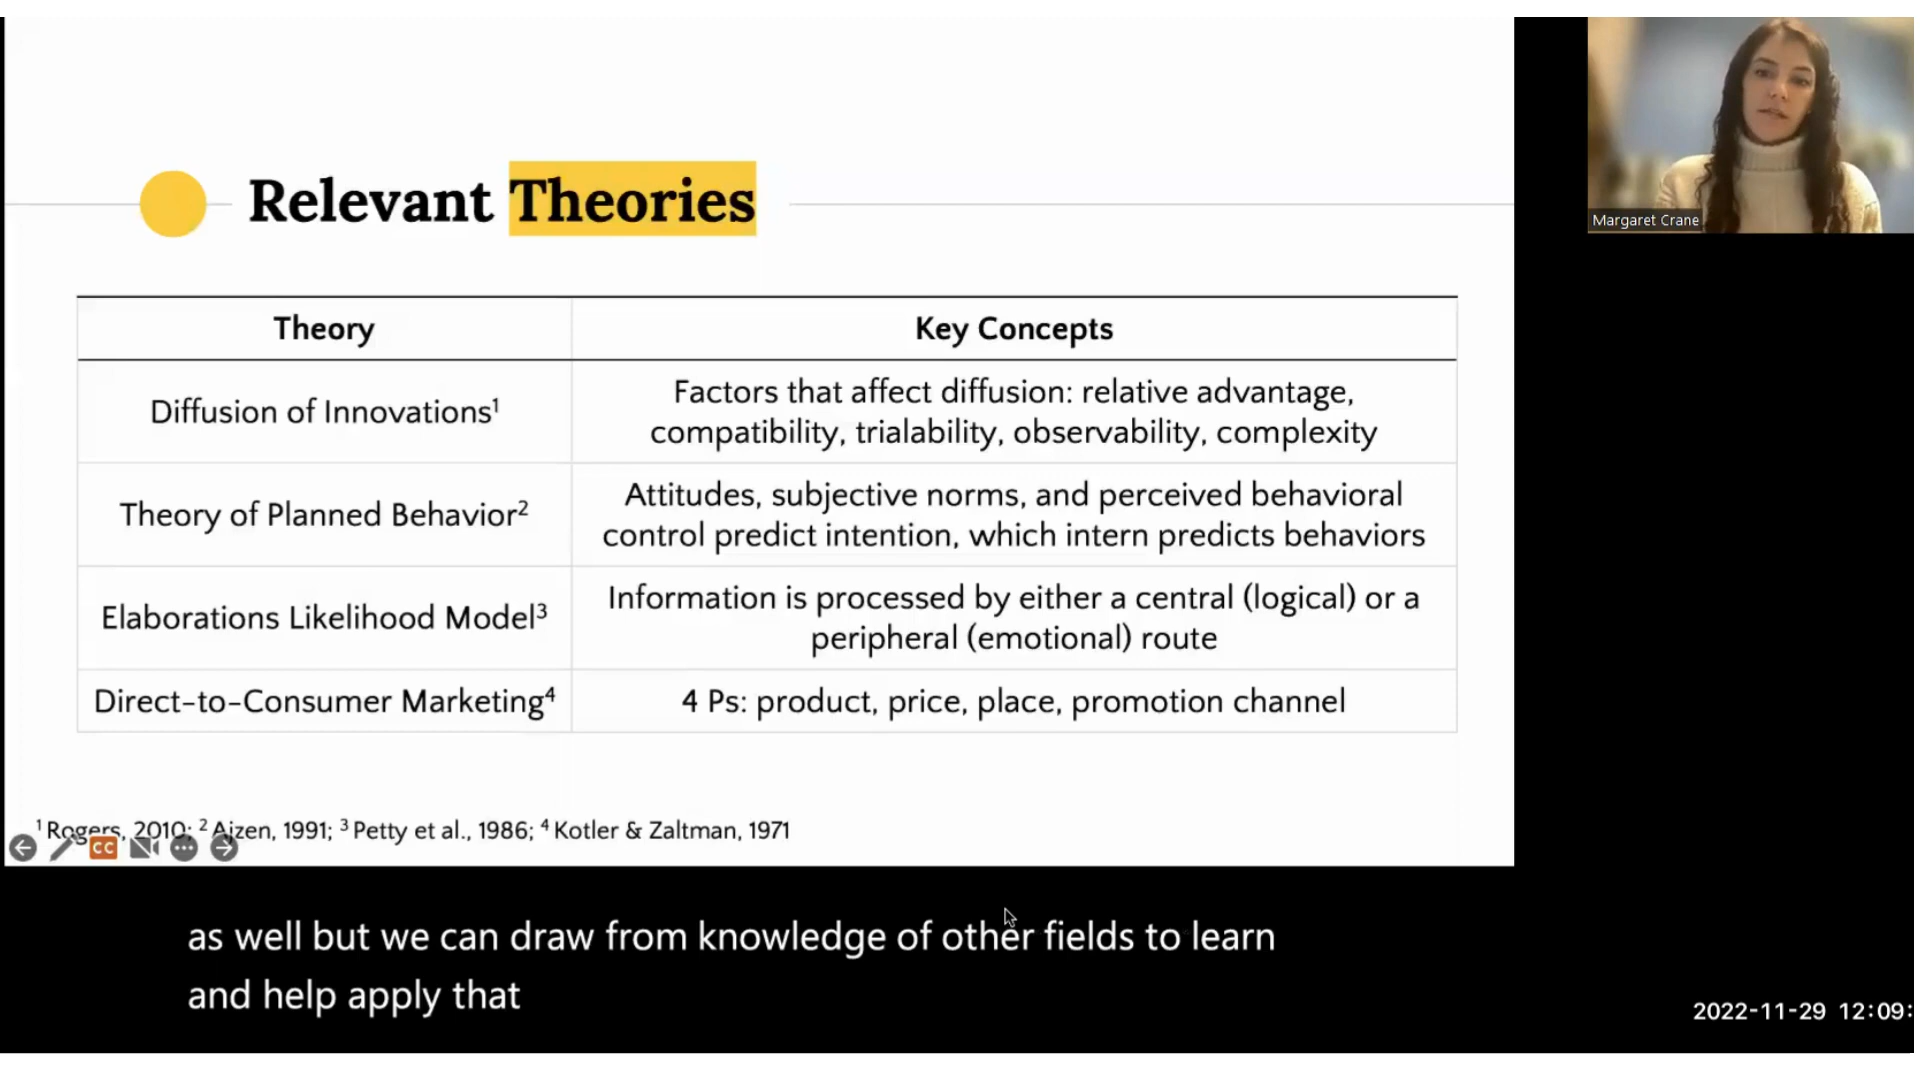 Relevant Theories
Theory
Key Concepts
Diffusion of Innovations¹
Factors that affect diffusion: relative advantage,
compatibility, trialability, observability, complexity
Theory of Planned Behavior²
Attitudes, subjective norms, and perceived behavioral
control predict intention, which intern predicts behaviors
Elaborations Likelihood Model³
Information is processed by either a central (logical) or a
peripheral (emotional) route
Direct-to-Consumer Marketing⁴
4 Ps: product, price, place, promotion channel
¹ Rogers, 2010; ² Ajzen, 1991; ³ Petty et al., 1986; ⁴ Kotler & Zaltman, 1971
CC
Margaret Crane
as well but we can draw from knowledge of other fields to learn
and help apply that
2022-11-29 12:09: